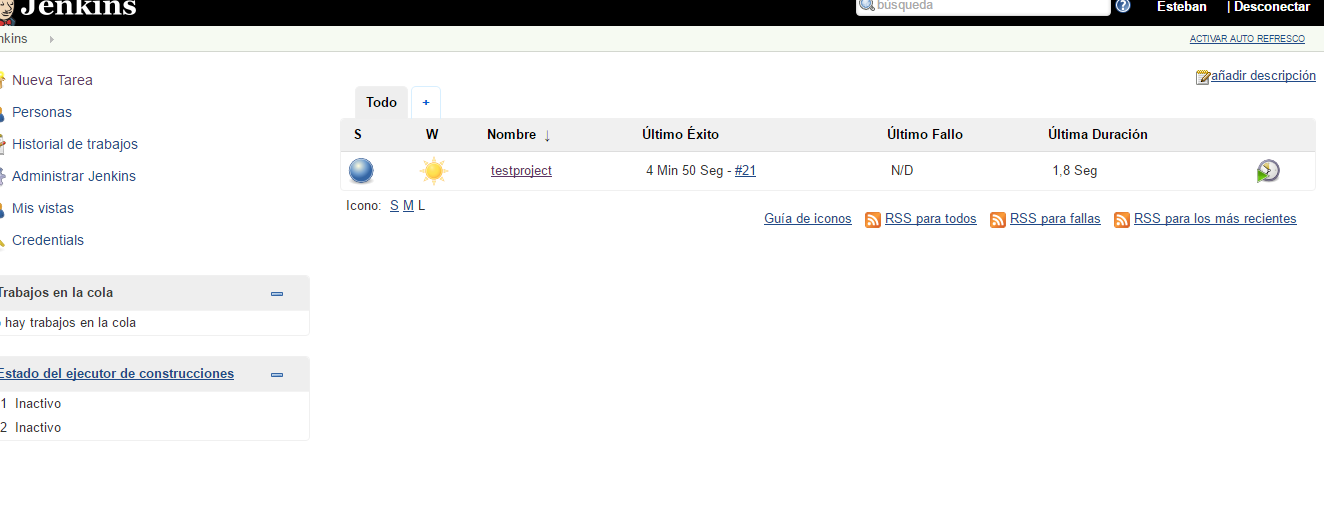 Jenkins
búsqueda
Esteban | Desconectar
nkins
ACTIVAR AUTO REFRESCO
Nueva Tarea
Personas
Historial de trabajos
Administrar Jenkins
Mis vistas
Credentials
Trabajos en la cola
hay trabajos en la cola
Estado del ejecutor de construcciones
1 Inactivo
2 Inactivo
añadir descripción
Todo +
S W Nombre ↓ Último Éxito Último Fallo Última Duración
testproject 4 Min 50 Seg - #21 N/D 1,8 Seg
Icono: S M L
Guía de iconos RSS para todos RSS para fallas RSS para los más recientes